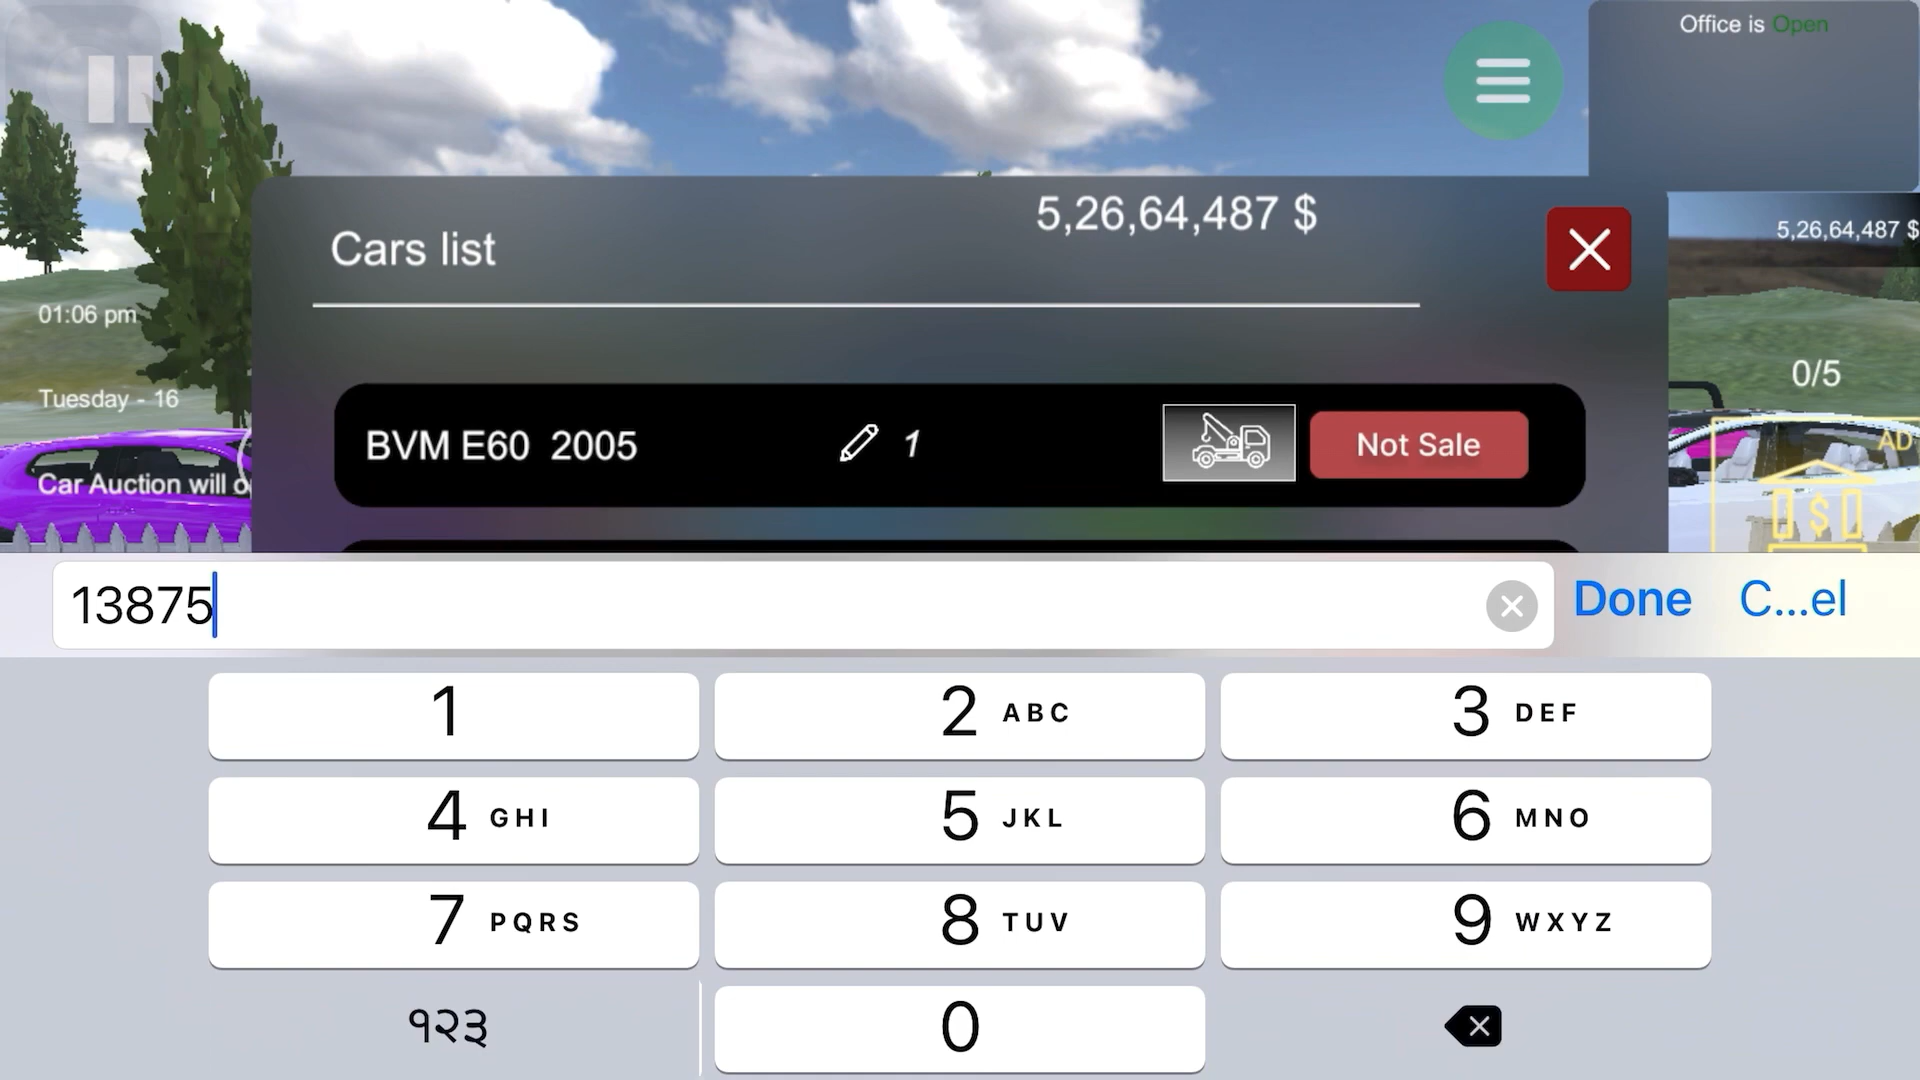 Office is Open
5,26,64,487 $
Cars list
5,26,64,487 $
01:06 pm
0/5
Tuesday - 16
BVM E60 2005
1
Not Sale
AD
Car Auction will o
$
13875
Done
C...el
1
2 ABC
3 DEF
4 GHI
5 JKL
6 MNO
7 PQRS
8 TUV
9 WXYZ
१२३
0